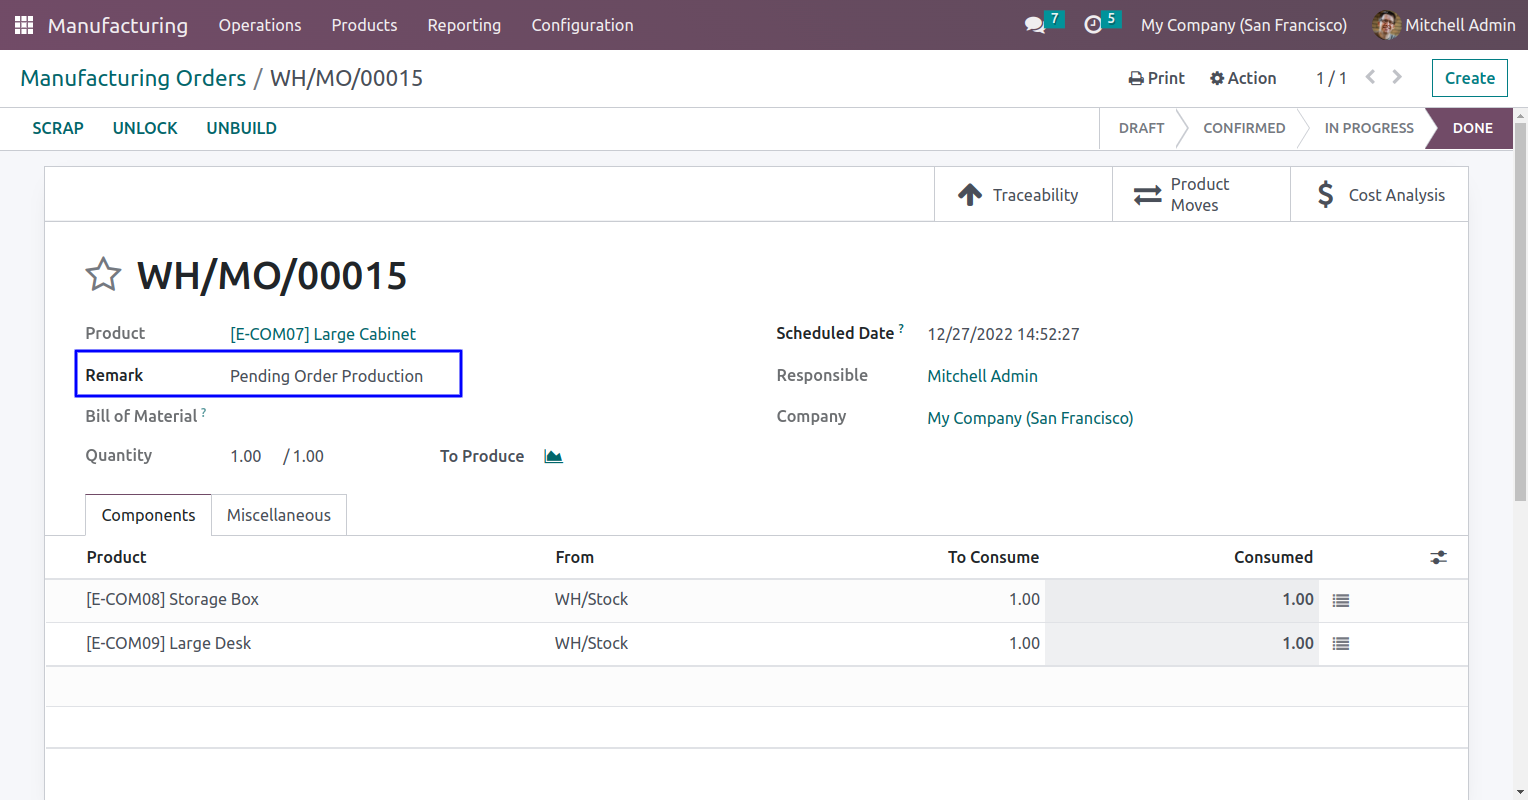 Manufacturing Operations Products Reporting Configuration 7 5 My Company (San Francisco) Mitchell Admin
Manufacturing Orders / WH/MO/00015 Print Action 1 / 1 Create
SCRAP UNLOCK UNBUILD DRAFT CONFIRMED IN PROGRESS DONE
Traceability
Product
Moves
Cost Analysis
WH/MO/00015
Product [E-COM07] Large Cabinet
Scheduled Date ? 12/27/2022 14:52:27
Remark Pending Order Production
Responsible Mitchell Admin
Bill of Material ?
Company My Company (San Francisco)
Quantity 1.00 / 1.00 To Produce
Components Miscellaneous
Product From To Consume Consumed
[E-COM08] Storage Box WH/Stock 1.00 1.00
[E-COM09] Large Desk WH/Stock 1.00 1.00